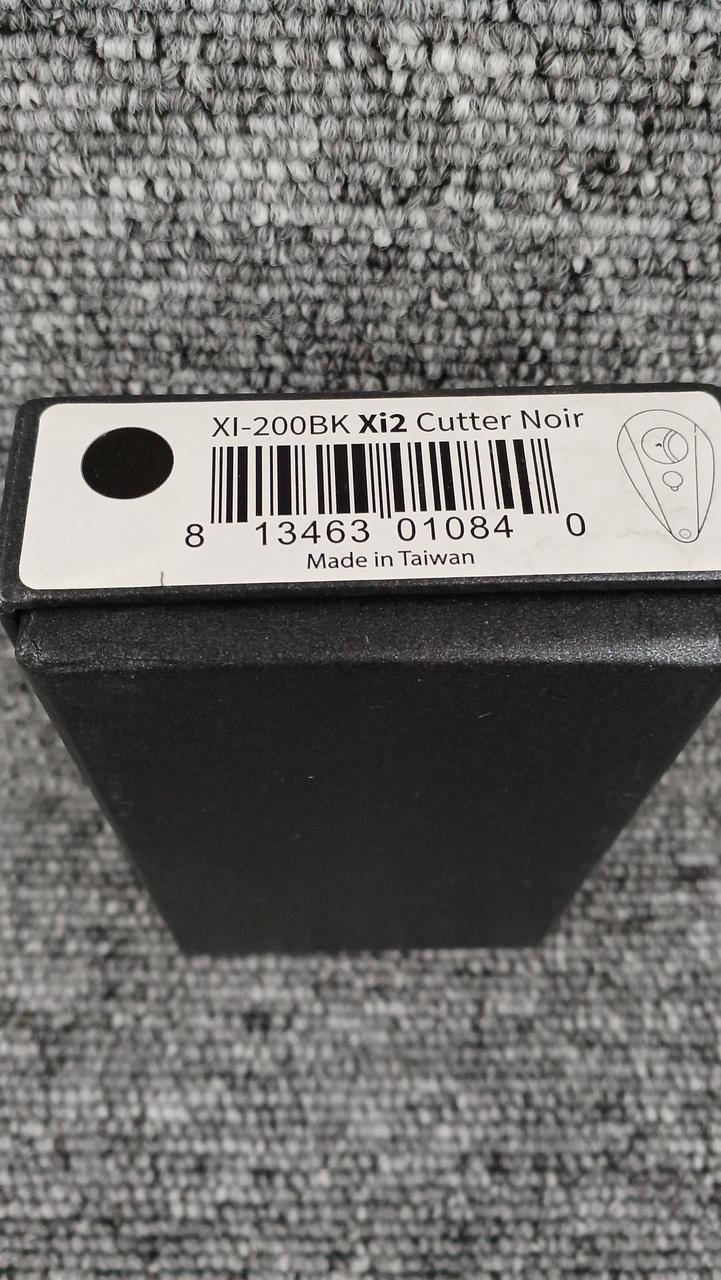 XI-200BK Xi2 Cutter Noir
8 13463 01084 0
Made in Taiwan